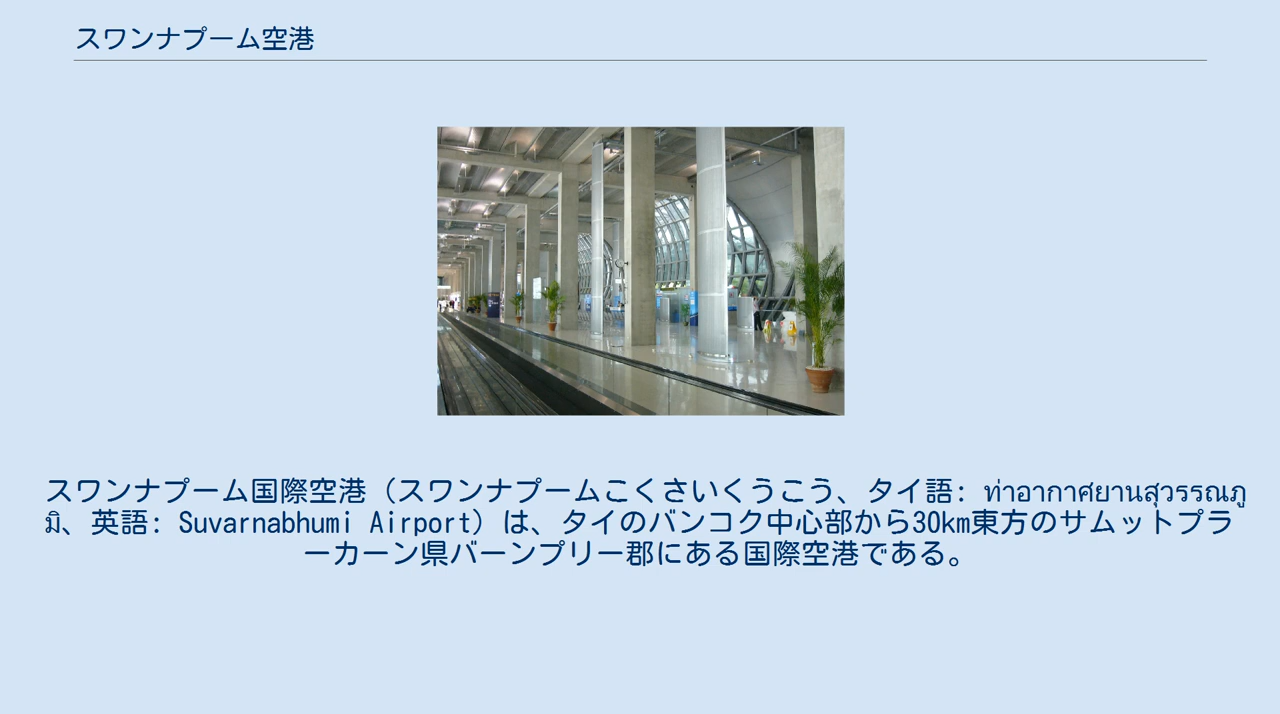 スワンナプーム空港
スワンナプーム国際空港（スワンナプームこくさいくうこう、タイ語: ท่าอากาศยานสุวรรณภู
มิ、英語: Suvarnabhumi Airport）は、タイのバンコク中心部から30km東方のサムットプラ
ーカーン県バーンプリー郡にある国際空港である。